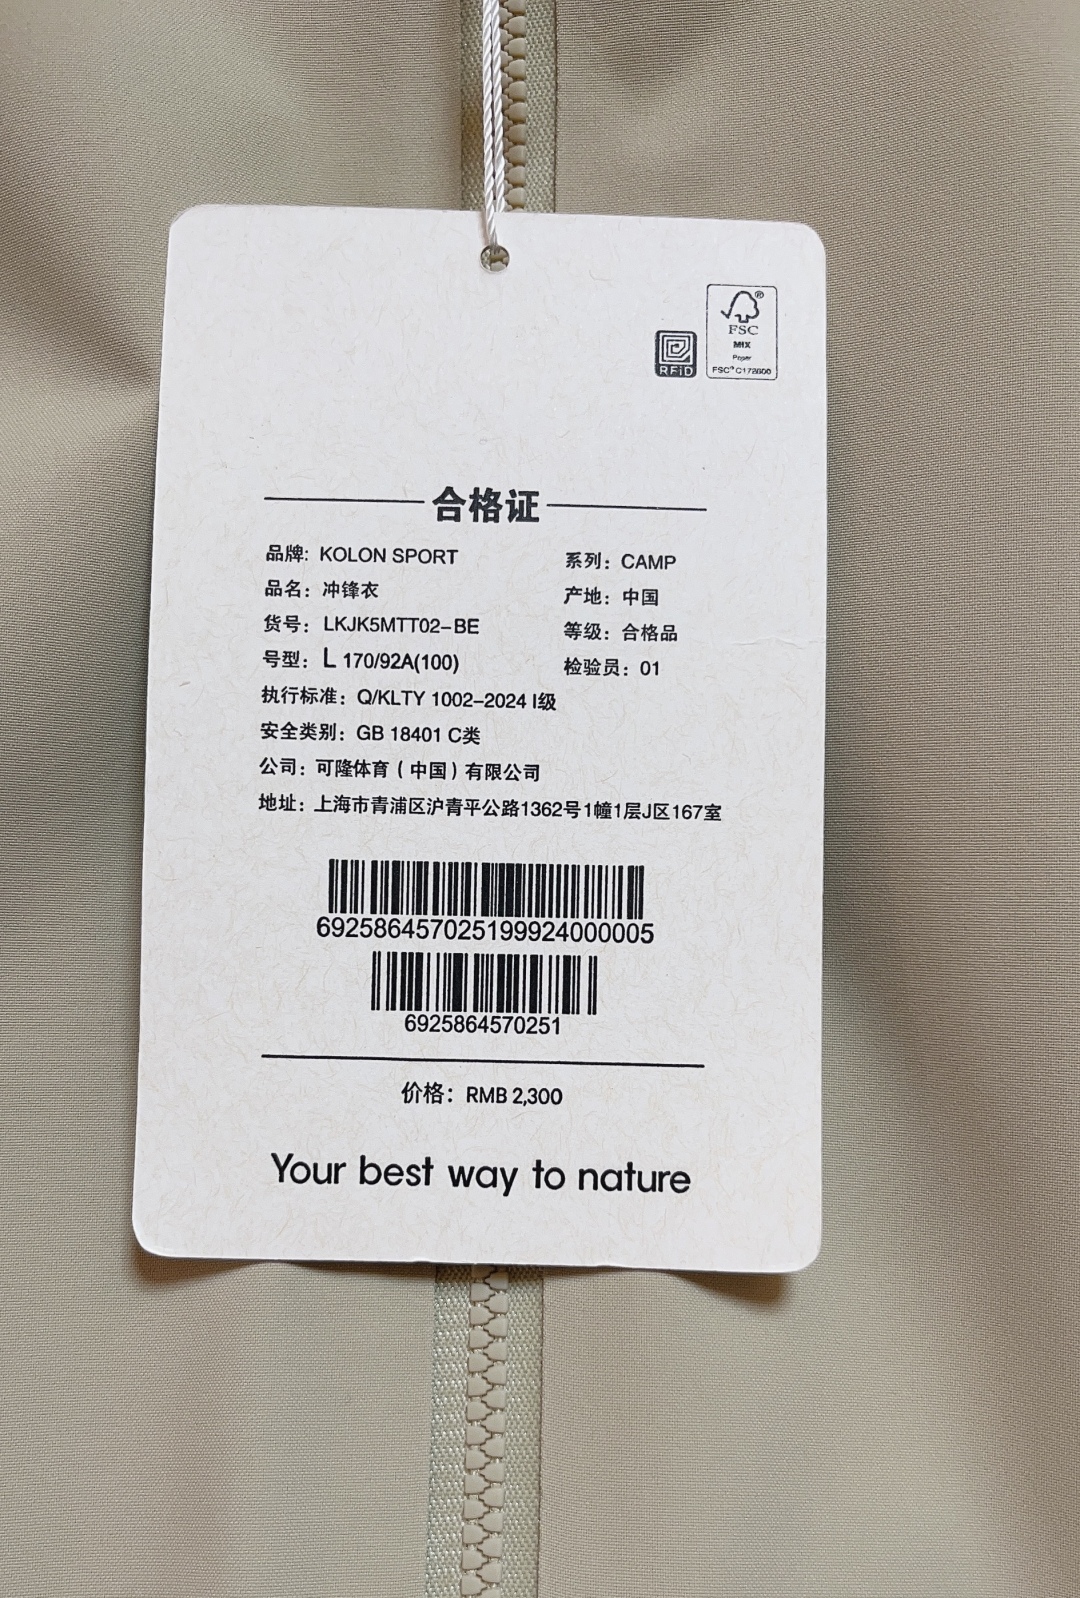 FSC
MIX
Paper
RFiD
合格证
品牌: KOLON SPORT
系列: CAMP
品名: 冲锋衣
产地: 中国
货号: LKJK5MTT02-BE
等级: 合格品
号型: L 170/92A(100)
检验员: 01
执行标准: Q/KLTY 1002-2024 I级
安全类别: GB 18401 C类
公司: 可隆体育(中国)有限公司
地址: 上海市青浦区沪青平公路1362号1幢1层J区167室
692586457025199924000005
6925864570251
价格: RMB 2,300
Your best way to nature